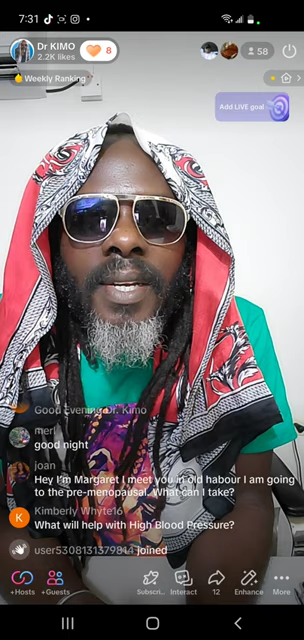 7:31
Dr KIMO
2.2K likes
8
58
Weekly Ranking
Add LIVE goal
Good Evening Dr. Kimo
meri
good night
joan
Hey I'm Margaret I meet you in old habour I am going
to the pre-menopausal. What can I take?
K
Kimberly Whyte16
What will help with High Blood Pressure?
user5308131379814 joined
+Hosts
+Guests
Subscri...
Interact
12
Enhance
More